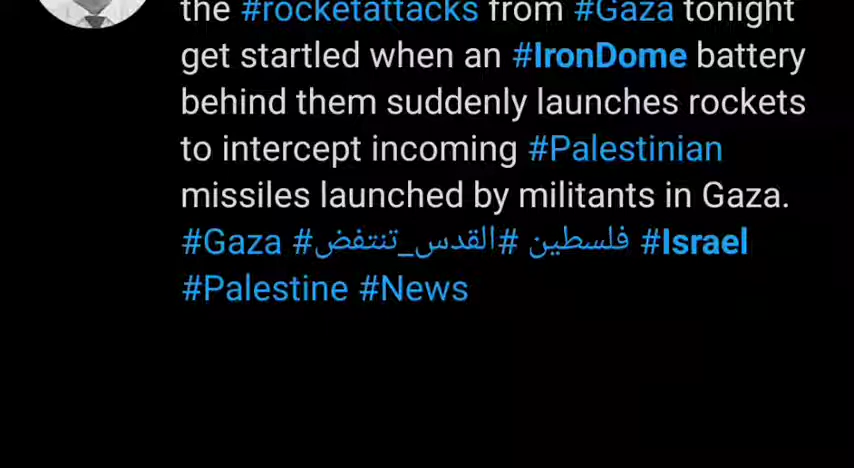 the #rocketattacks from #Gaza tonight
get startled when an #IronDome battery
behind them suddenly launches rockets
to intercept incoming #Palestinian
missiles launched by militants in Gaza.
#Gaza #فلسطين #القدس_تنتفض #Israel
#Palestine #News